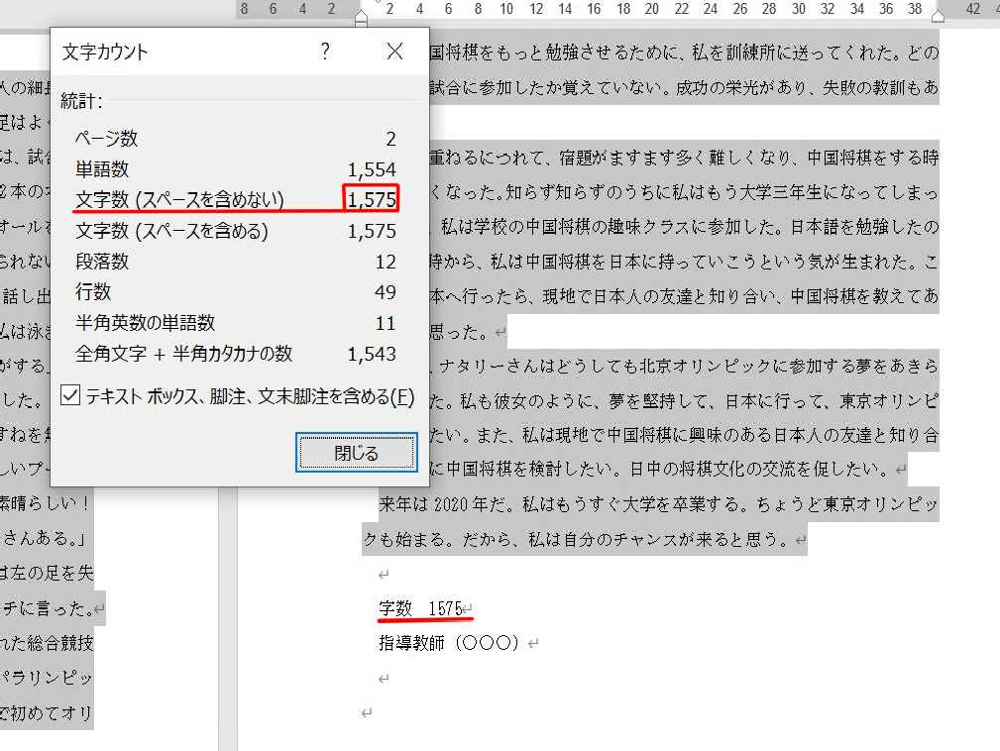 8 6 4 2 2 4 6 8 10 12 14 16 18 20 22 24 26 28 30 32 34 36 38 42
文字カウント ?
統計:
ページ数 2
単語数 1,554
文字数 (スペースを含めない) 1,575
文字数 (スペースを含める) 1,575
段落数 12
行数 49
半角英数の単語数 11
全角文字 + 半角カタカナの数 1,543
テキスト ボックス、脚注、文末脚注を含める(F)
閉じる
人の細
足はよく
は、試合
2本の
オールを
られない
話し出
私は泳
がする
した。
すねを
しいプー
素晴らしい!
さんある。」
は左の足を失
チに言った。↵
れた総合競技
パラリンピッ
で初めてオリ
国将棋をもっと勉強させるために、私を訓練所に送ってくれた。どの
試合に参加したか覚えていない。成功の栄光があり、失敗の教訓もあ
重ねるにつれて、宿題がますます多く難しくなり、中国将棋をする時
くなった。知らず知らずのうちに私はもう大学三年生になってしまっ
、私は学校の中国将棋の趣味クラスに参加した。日本語を勉強したの
時から、私は中国将棋を日本に持っていこうという気が生まれた。こ
本へ行ったら、現地で日本人の友達と知り合い、中国将棋を教えてあ
思った。↵
、ナタリーさんはどうしても北京オリンピックに参加する夢をあきら
た。私も彼女のように、夢を堅持して、日本に行って、東京オリンピ
たい。また、私は現地で中国将棋に興味のある日本人の友達と知り合
に中国将棋を検討したい。日中の将棋文化の交流を促したい。↵
来年は 2020 年だ。私はもうすぐ大学を卒業する。ちょうど東京オリンピッ
クも始まる。だから、私は自分のチャンスが来ると思う。↵
↵
字数 1575↵
指導教師（〇〇〇）↵
↵
↵